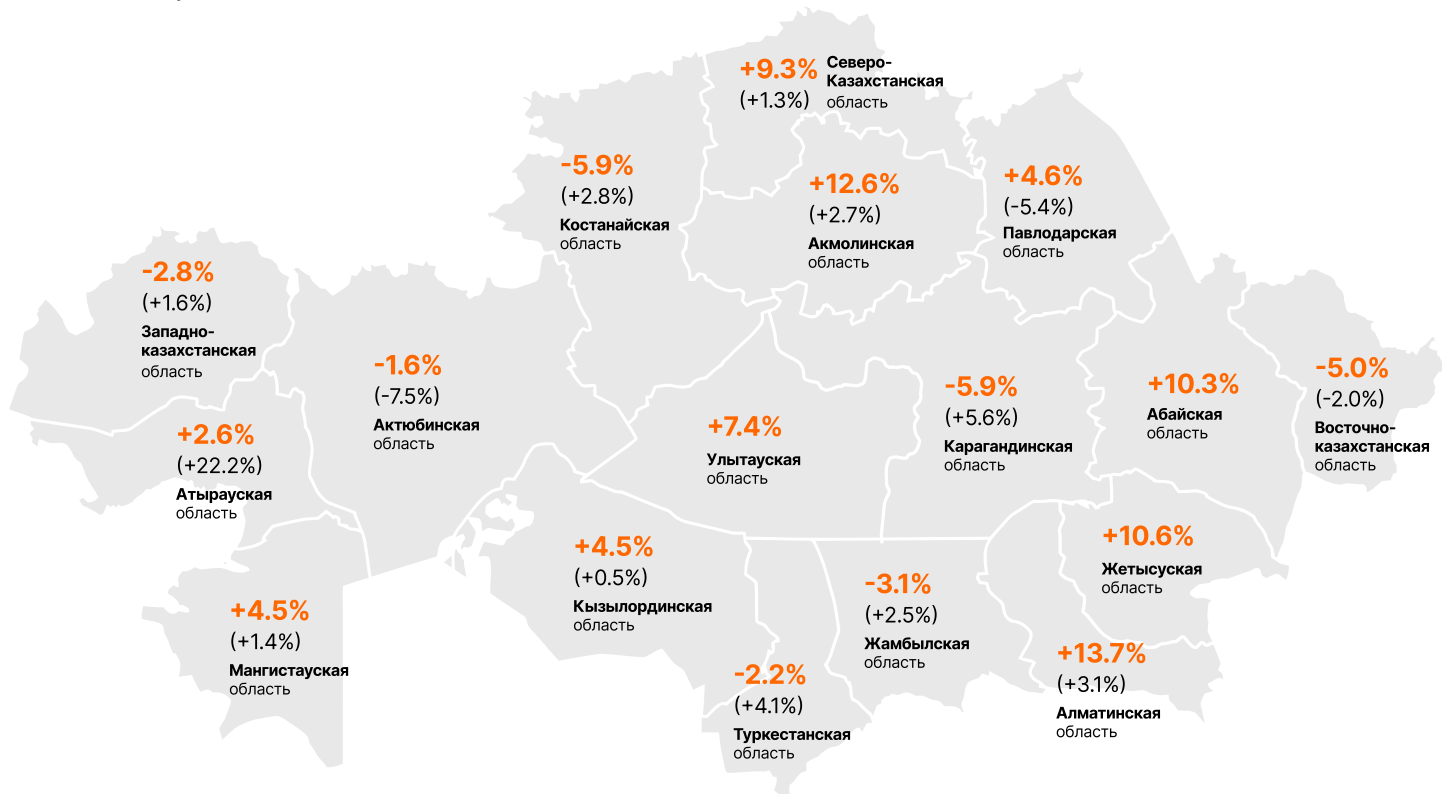 +9.3%
(+1.3%)
Северо-
Казахстанская
область
-5.9%
(+2.8%)
Костанайская
область
+12.6%
(+2.7%)
Акмолинская
область
+4.6%
(-5.4%)
Павлодарская
область
-2.8%
(+1.6%)
Западно-
казахстанская
область
-1.6%
(-7.5%)
Актюбинская
область
+2.6%
(+22.2%)
Атырауская
область
+7.4%
Улытауская
область
-5.9%
(+5.6%)
Карагандинская
область
+10.3%
Абайская
область
-5.0%
(-2.0%)
Восточно-
казахстанская
область
+4.5%
(+1.4%)
Мангистауская
область
+4.5%
(+0.5%)
Кызылординская
область
-2.2%
(+4.1%)
Туркестанская
область
-3.1%
(+2.5%)
Жамбылская
область
+10.6%
Жетысуская
область
+13.7%
(+3.1%)
Алматинская
область